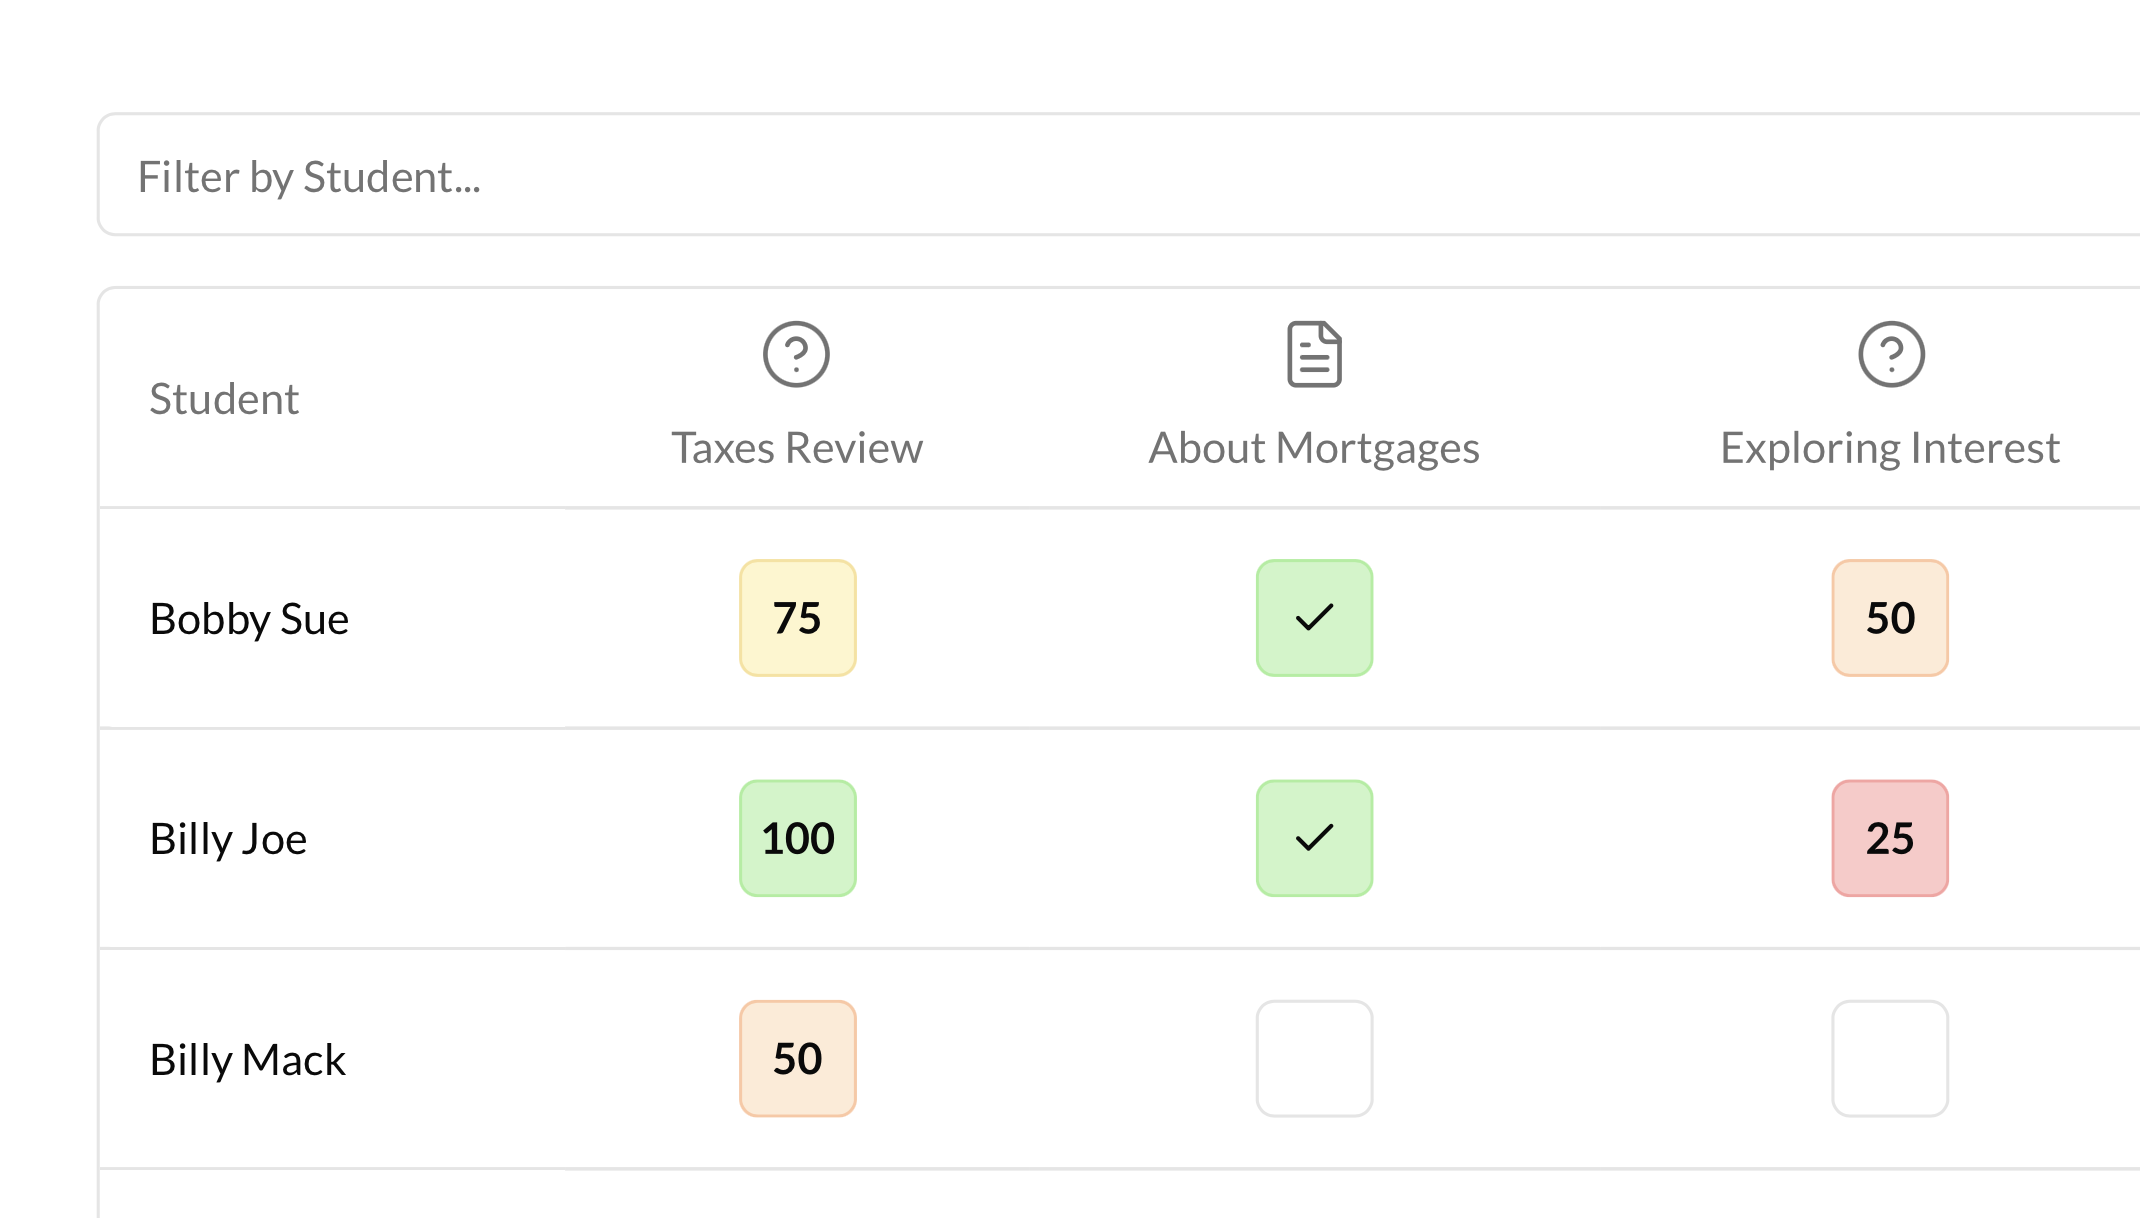 Filter by Student...
Student
Taxes Review
About Mortgages
Exploring Interest
Bobby Sue
75
50
Billy Joe
100
25
Billy Mack
50